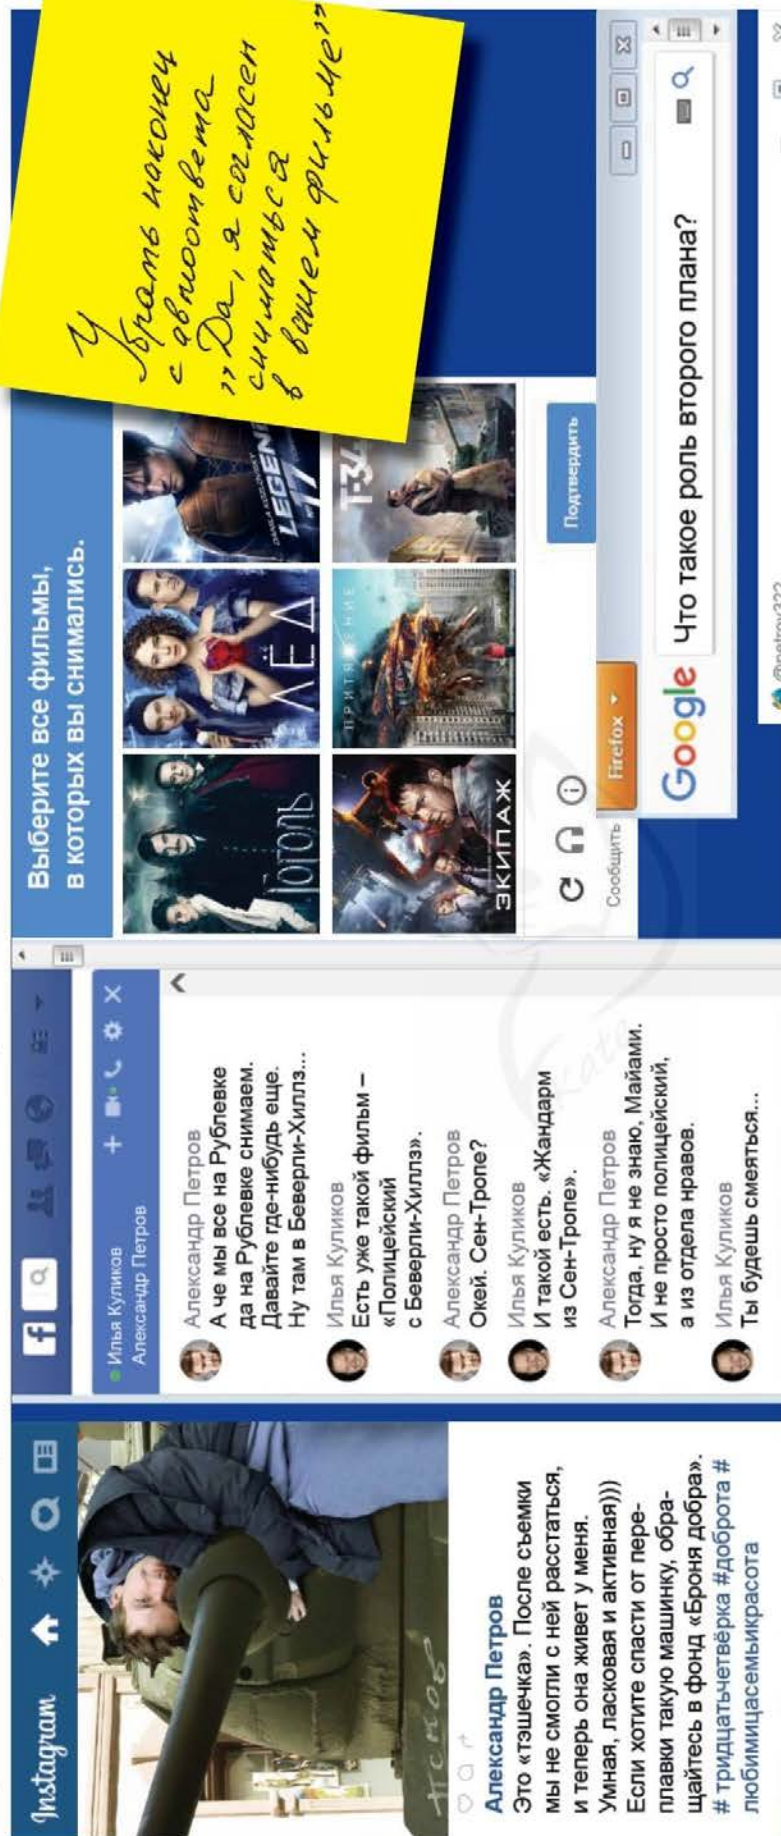 Instagram
Псков
Александр Петров
Это «тэшечка». После съемки
мы не смогли с ней расстаться,
и теперь она живет у меня.
Умная, ласковая и активная)))
Если хотите спасти от пере-
плавки такую машинку, обра-
щайтесь в фонд «Броня добра».
# тридцатьчетвёрка #доброта #
любимицасемьикрасота
f
Илья Куликов
Александр Петров
Александр Петров
А че мы все на Рублевке
да на Рублевке снимаем.
Давайте где-нибудь еще.
Ну там в Беверли-Хиллз...
Илья Куликов
Есть уже такой фильм –
«Полицейский
с Беверли-Хиллз».
Александр Петров
Окей. Сен-Тропе?
Илья Куликов
И такой есть. «Жандарм
из Сен-Тропе».
Александр Петров
Тогда, ну я не знаю, Майами.
И не просто полицейский,
а из отдела нравов.
Илья Куликов
Ты будешь смеяться...
Kato
Выберите все фильмы,
в которых вы снимались.
ГОГОЛЬ
ЛЁД
DANILA KOZLOVSKY
LEGEND
17
ЭКИПАЖ
ПРИТЯЖЕНИЕ
Т-34
Подтвердить
Сообщить
Убрать наконец
с автоответа
"Да, я согласен
сниматься
в вашем фильме"
Firefox
Google Что такое роль второго плана?
@petrov322